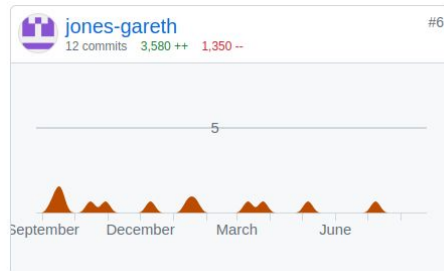 jones-gareth
#6
12 commits 3,580 ++ 1,350 --
5
September December March June